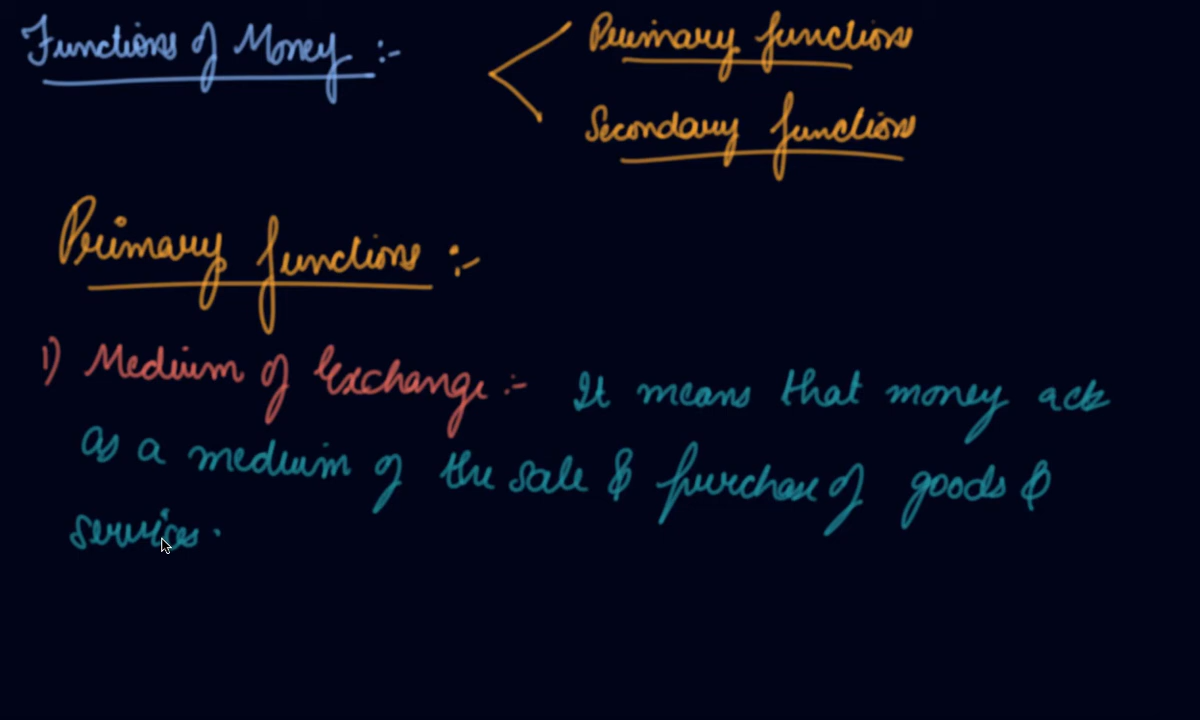 Functions of Money :-
Primary functions
Secondary functions
Primary functions :-
1) Medium of Exchange :- It means that money acts
as a medium of the sale & purchase of goods &
services.